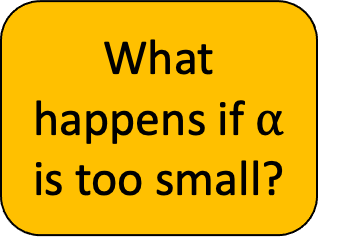 What
happens if α
is too small?